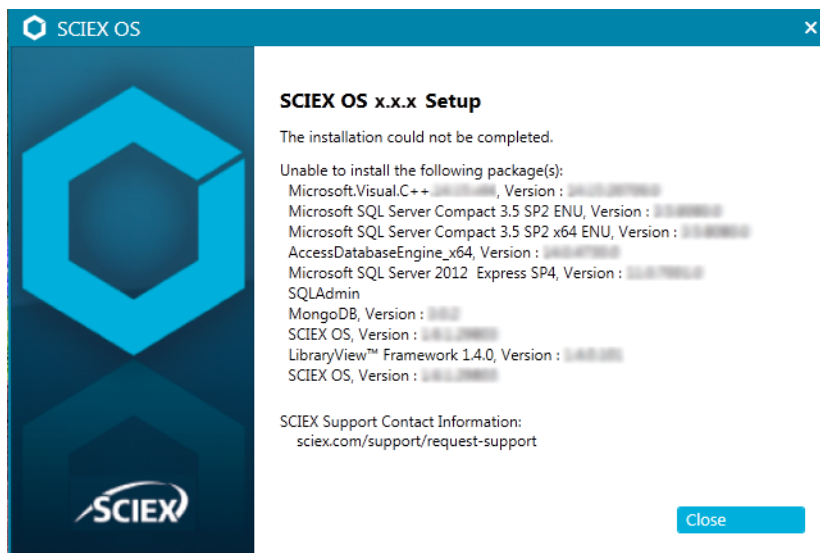 SCIEX OS
SCIEX OS x.x.x Setup
The installation could not be completed.
Unable to install the following package(s):
Microsoft.Visual.C++ , Version :
Microsoft SQL Server Compact 3.5 SP2 ENU, Version :
Microsoft SQL Server Compact 3.5 SP2 x64 ENU, Version :
AccessDatabaseEngine_x64, Version :
Microsoft SQL Server 2012 Express SP4, Version :
SQLAdmin
MongoDB, Version :
SCIEX OS, Version :
LibraryView™ Framework 1.4.0, Version :
SCIEX OS, Version :
SCIEX Support Contact Information:
sciex.com/support/request-support
SCIEX
Close